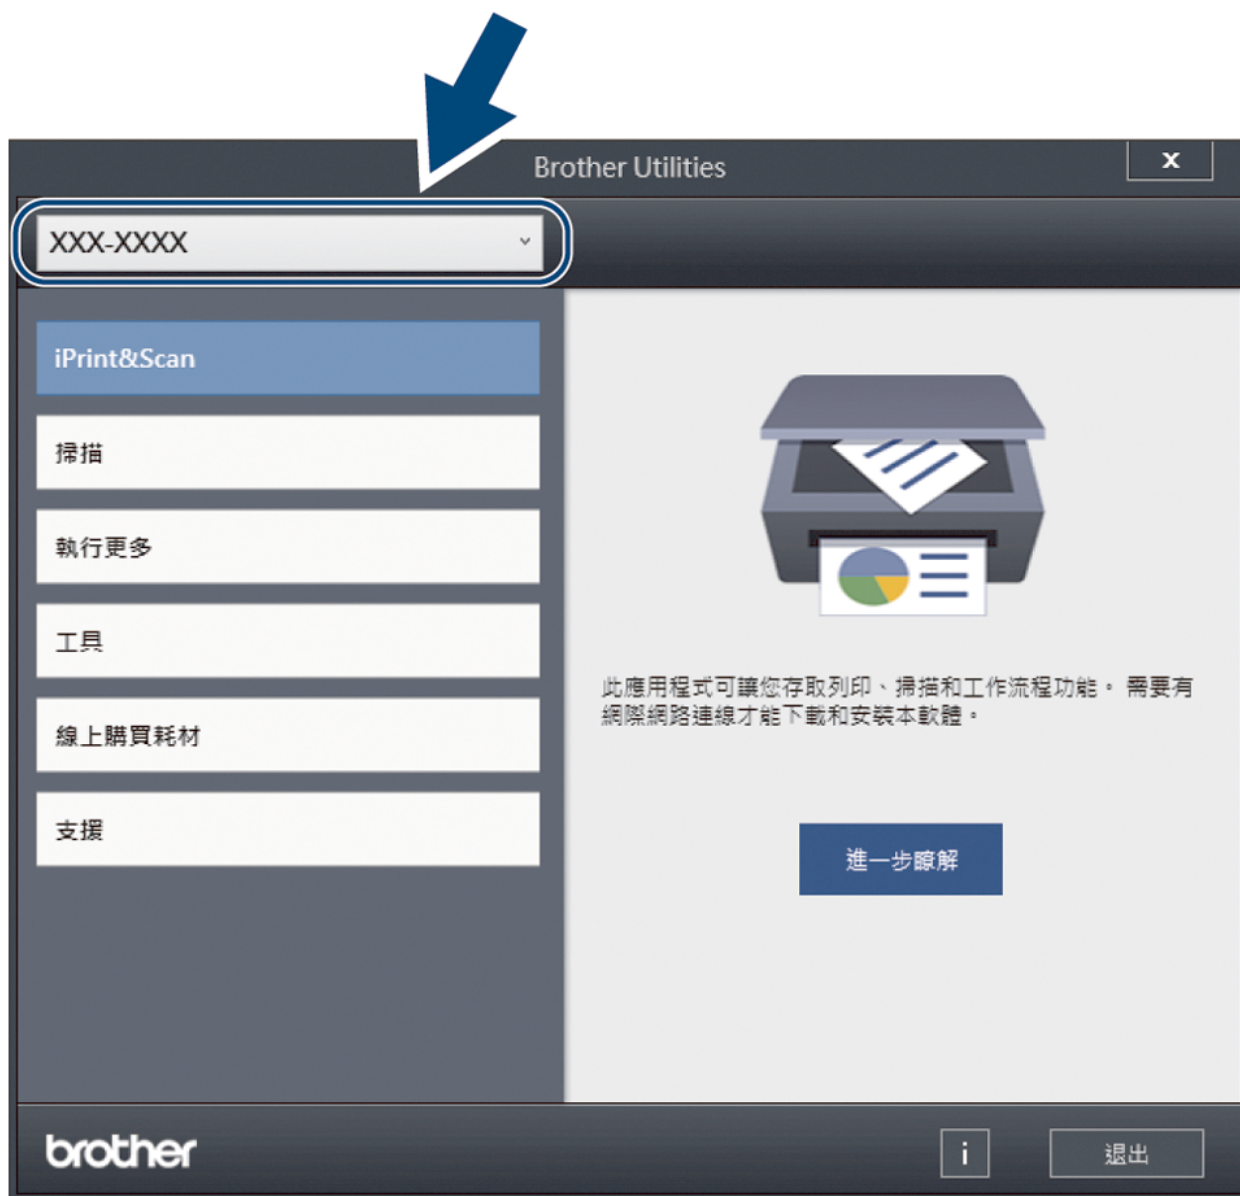 Brother Utilities
x
XXX-XXXX
iPrint&Scan
掃描
執行更多
工具
線上購買耗材
支援
此應用程式可讓您存取列印、掃描和工作流程功能。 需要有
網際網路連線才能下載和安裝本軟體。
進一步瞭解
brother
i
退出